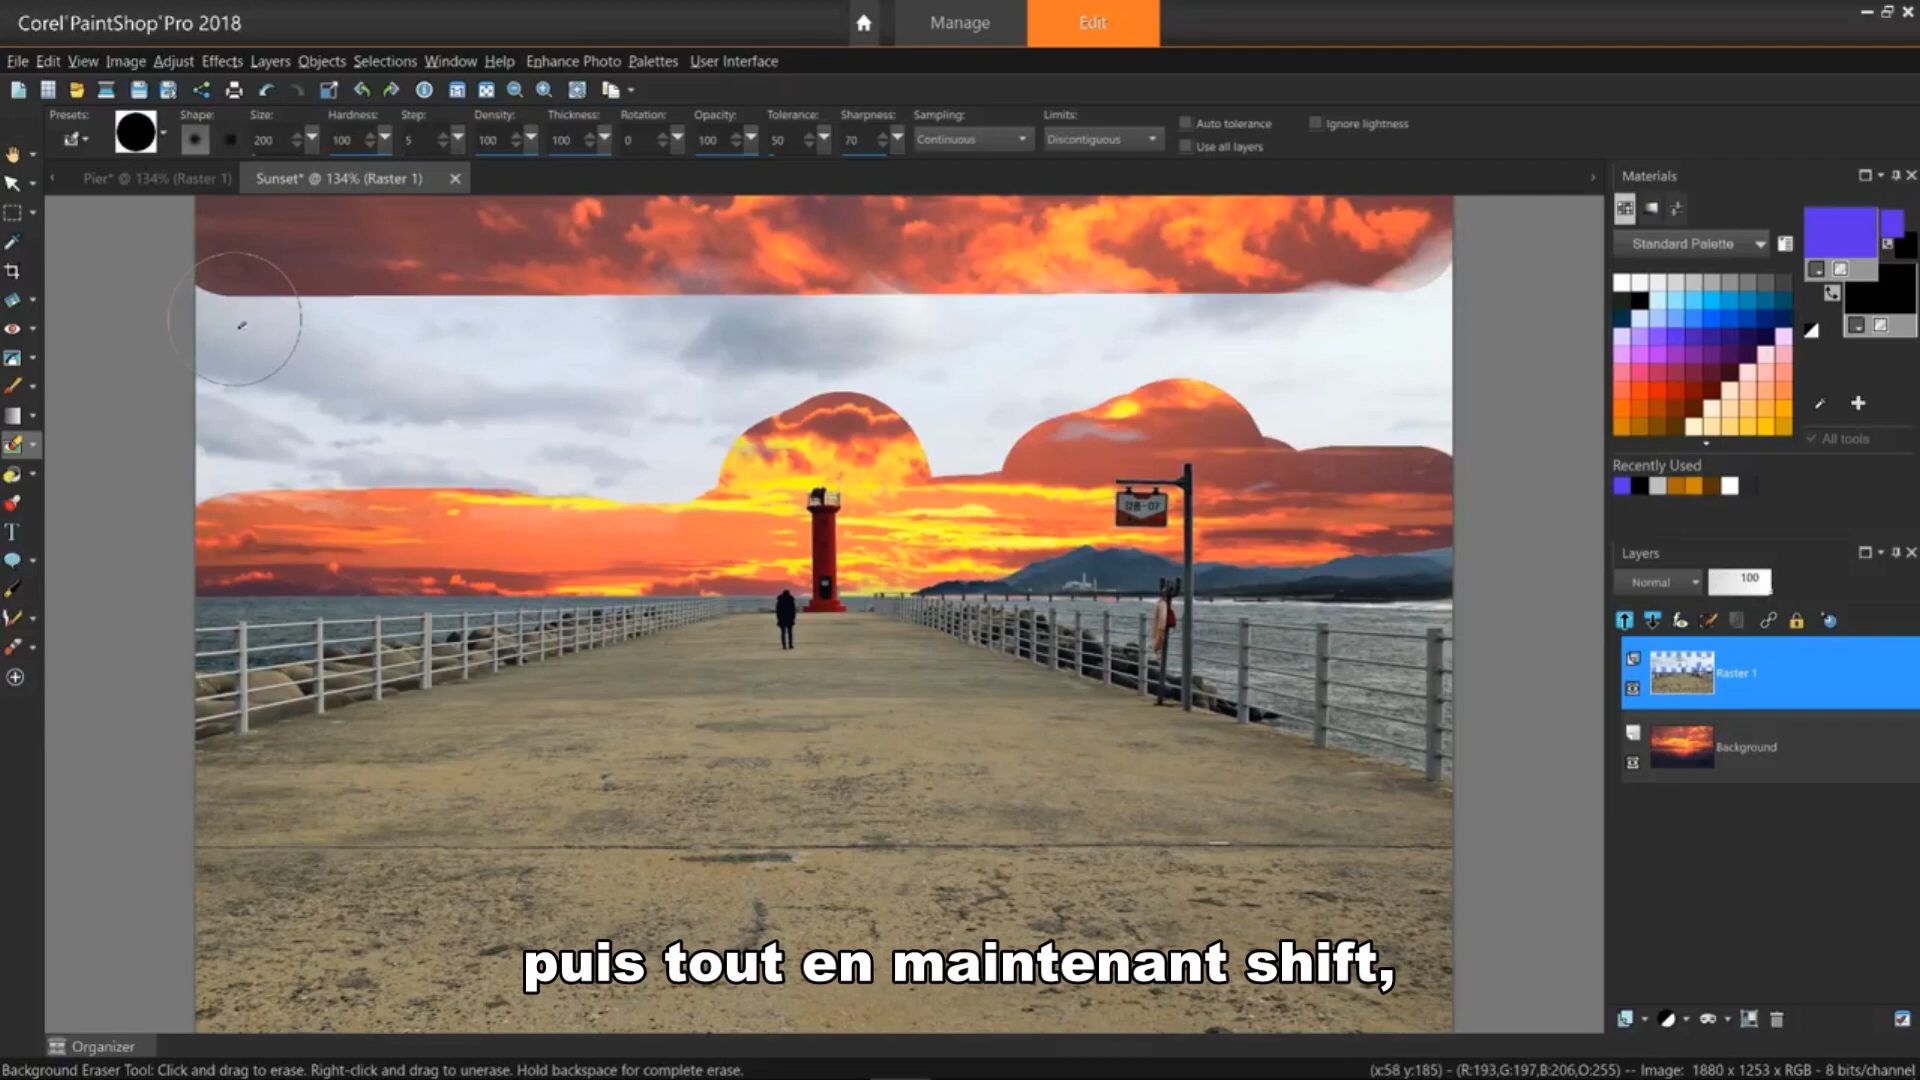 Corel PaintShop Pro 2018
Manage
Edit
File Edit View Image Adjust Effects Layers Objects Selections Window Help Enhance Photo Palettes User Interface
Presets: Shape: Size: Hardness: Step: Density: Thickness: Rotation: Opacity: Tolerance: Sharpness: Sampling: Limits:
200 100 5 100 100 0 100 50 70 Continuous Discontiguous
Auto tolerance
Ignore lightness
Use all layers
Pier* @ 134% (Raster 1)
Sunset* @ 134% (Raster 1)
Materials
Standard Palette
All tools
Recently Used
Layers
Normal 100
Raster 1
Background
puis tout en maintenant shift,
Organizer
Background Eraser Tool: Click and drag to erase. Right-click and drag to unerase. Hold backspace for complete erase.
(x:58 y:185) - (R:193,G:197,B:206,O:255) -- Image: 1880 x 1253 x RGB - 8 bits/channel